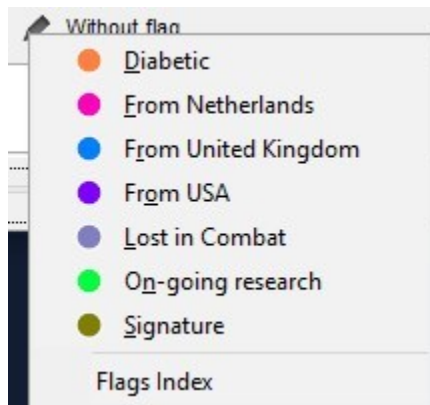 Without flag
Diabetic
From Netherlands
From United Kingdom
From USA
Lost in Combat
On-going research
Signature
Flags Index